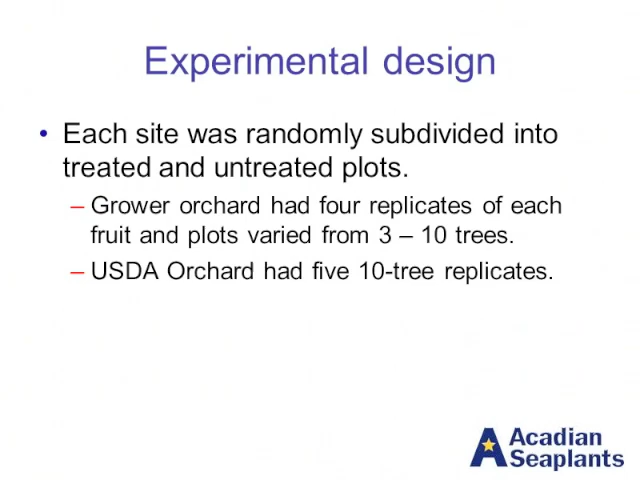 Experimental design
• Each site was randomly subdivided into
treated and untreated plots.
– Grower orchard had four replicates of each
fruit and plots varied from 3 – 10 trees.
– USDA Orchard had five 10-tree replicates.
Acadian
Seaplants